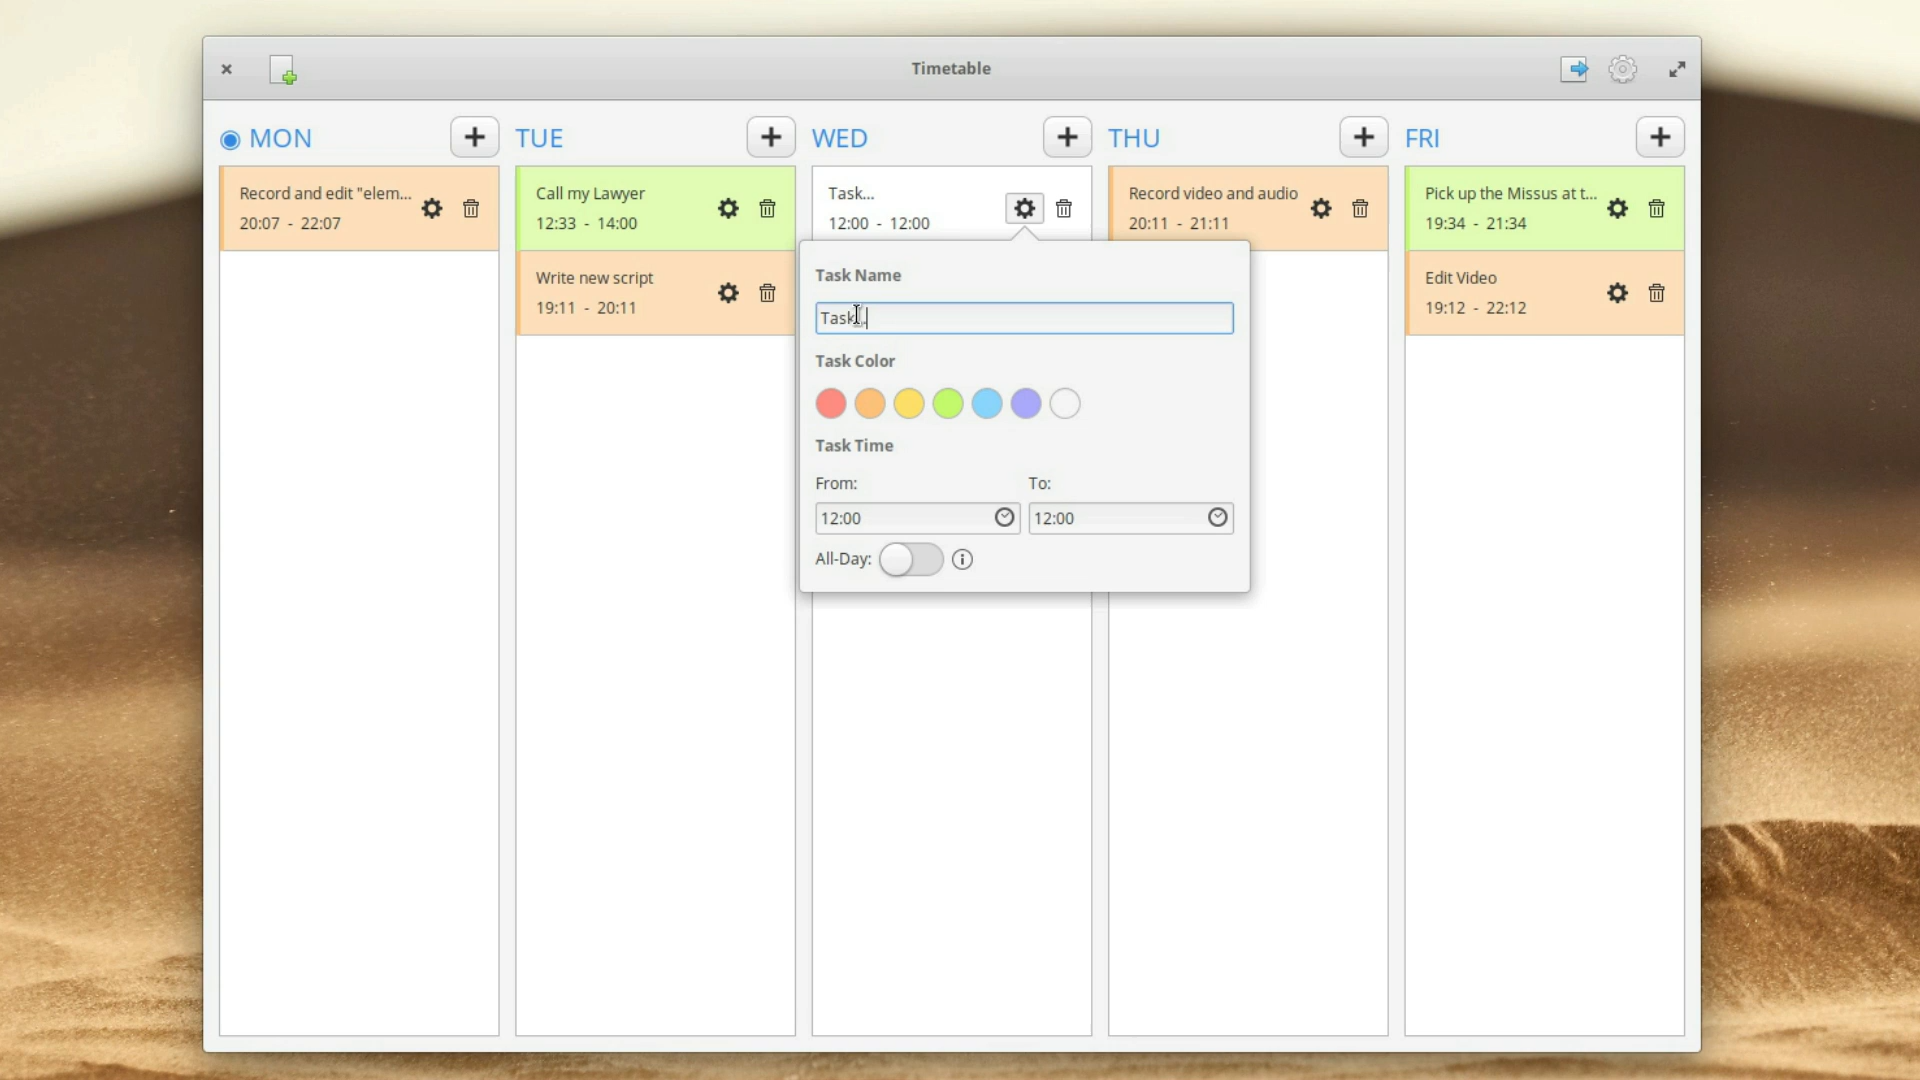 Timetable
MON
TUE
WED
THU
FRI
Record and edit "elem...
20:07 - 22:07
Call my Lawyer
12:33 - 14:00
Write new script
19:11 - 20:11
Task...
12:00 - 12:00
Record video and audio
20:11 - 21:11
Pick up the Missus at t...
19:34 - 21:34
Edit Video
19:12 - 22:12
Task Name
Task...
Task Color
Task Time
From:
To:
12:00
12:00
All-Day: